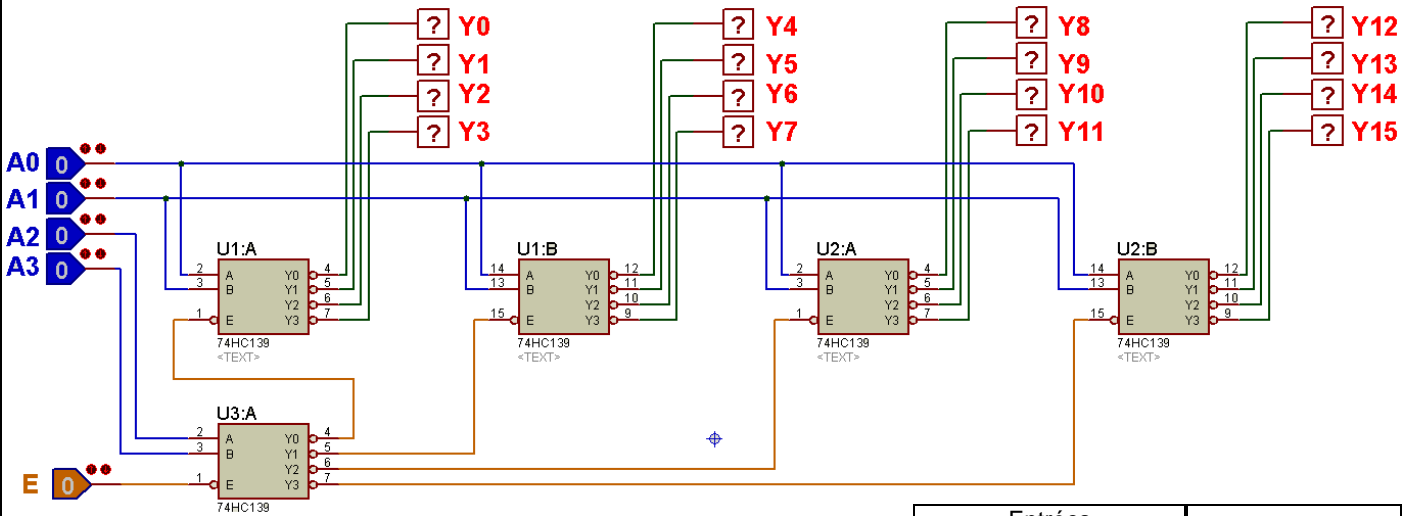 ? Y0 ? Y4 ? Y8 ? Y12
? Y1 ? Y5 ? Y9 ? Y13
? Y2 ? Y6 ? Y10 ? Y14
? Y3 ? Y7 ? Y11 ? Y15
A0 0
A1 0
A2 0
A3 0
U1:A U1:B U2:A U2:B
2 A Y0 4 14 A Y0 12 2 A Y0 4 14 A Y0 12
3 B Y1 5 13 B Y1 11 3 B Y1 5 13 B Y1 11
Y2 6 Y2 10 Y2 6 Y2 10
1 E Y3 7 15 E Y3 9 1 E Y3 7 15 E Y3 9
74HC139 74HC139 74HC139 74HC139
<TEXT> <TEXT> <TEXT> <TEXT>
U3:A
2 A Y0 4
3 B Y1 5
Y2 6
E 0 1 E Y3 7
74HC139
Entrées